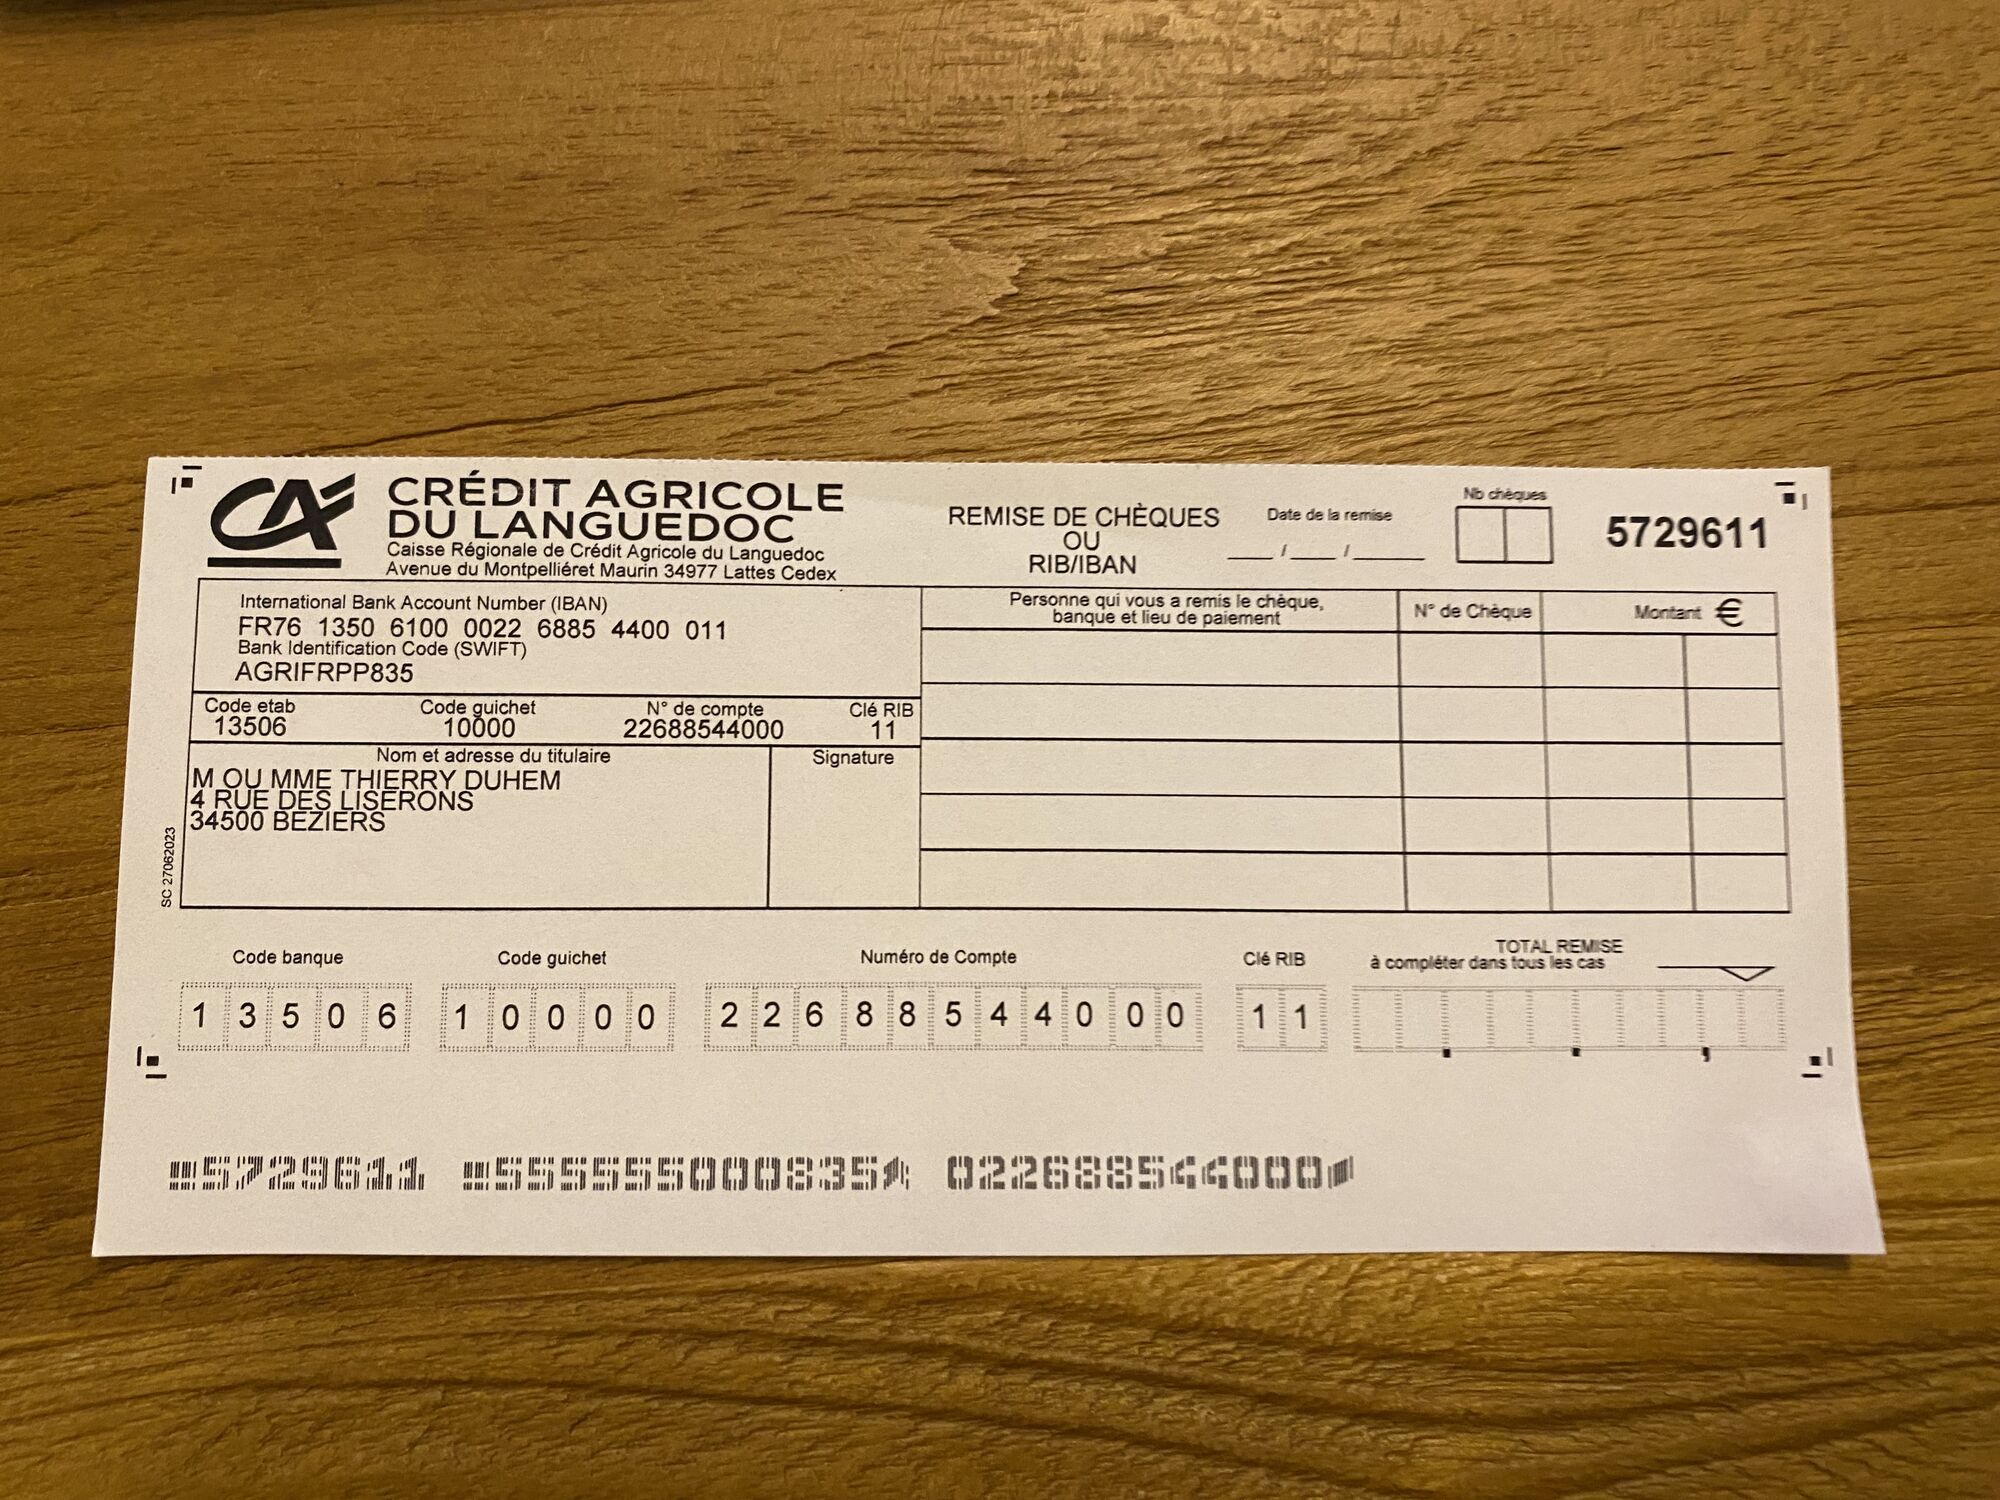 CRÉDIT AGRICOLE
DU LANGUEDOC
Caisse Régionale de Crédit Agricole du Languedoc
Avenue du Montpelliéret Maurin 34977 Lattes Cedex
REMISE DE CHÈQUES
OU
RIB/IBAN
Date de la remise
___ / ___ / _____
Nb chèques
5729611
International Bank Account Number (IBAN)
FR76 1350 6100 0022 6885 4400 011
Bank Identification Code (SWIFT)
AGRIFRPP835
Code etab Code guichet N° de compte Clé RIB
13506 10000 22688544000 11
Nom et adresse du titulaire
M OU MME THIERRY DUHEM
4 RUE DES LISERONS
34500 BEZIERS
Signature
Personne qui vous a remis le chèque,
banque et lieu de paiement
N° de Chèque
Montant €
SC 27062023
Code banque Code guichet Numéro de Compte Clé RIB
TOTAL REMISE
à compléter dans tous les cas
1 3 5 0 6 1 0 0 0 0 2 2 6 8 8 5 4 4 0 0 0 1 1
5729611 555555000835 022688544000